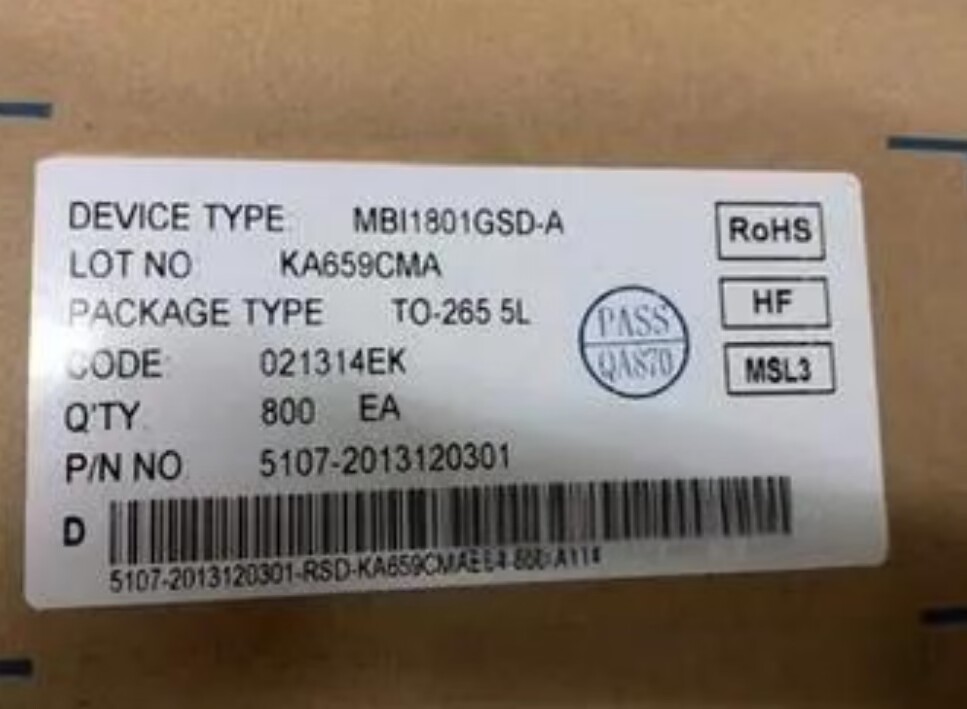 DEVICE TYPE MBI1801GSD-A
LOT NO KA659CMA
PACKAGE TYPE TO-265 5L
CODE: 021314EK
Q'TY. 800 EA
P/N NO. 5107-2013120301
D
RoHS
HF
MSL3
PASS
QA870